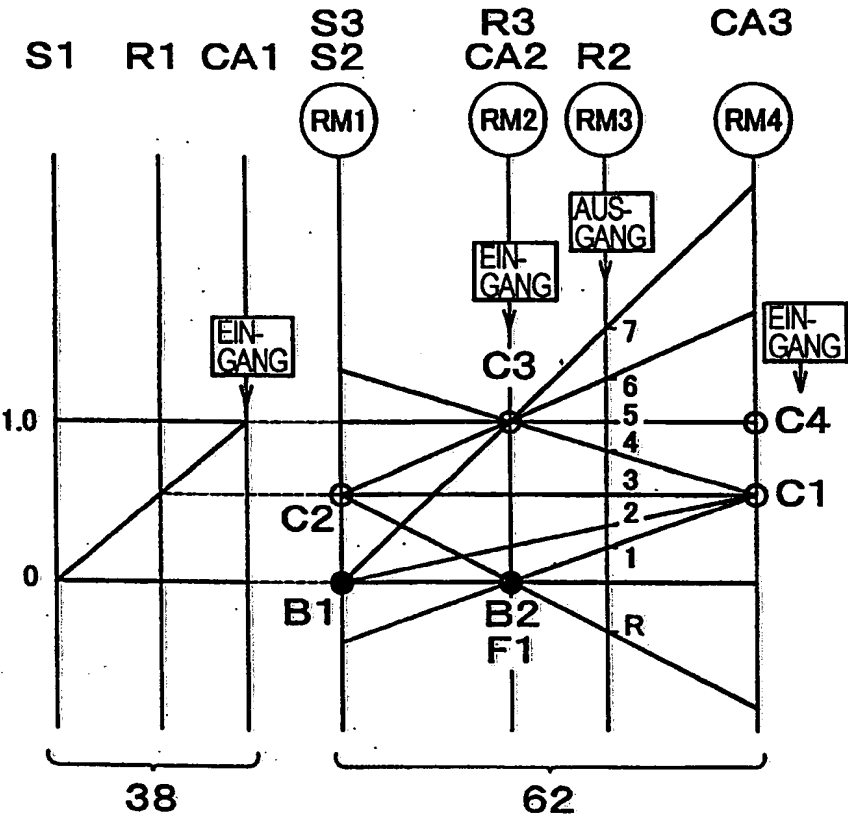 S3 R3 CA3
S1 R1 CA1 S2 CA2 R2
RM1 RM2 RM3 RM4
AUS-
GANG
EIN-
GANG
EIN-
GANG
EIN-
GANG
7
C3
6
1.0
5
C4
4
3
C1
C2
2
1
0
B1
B2
F1
R
38
62